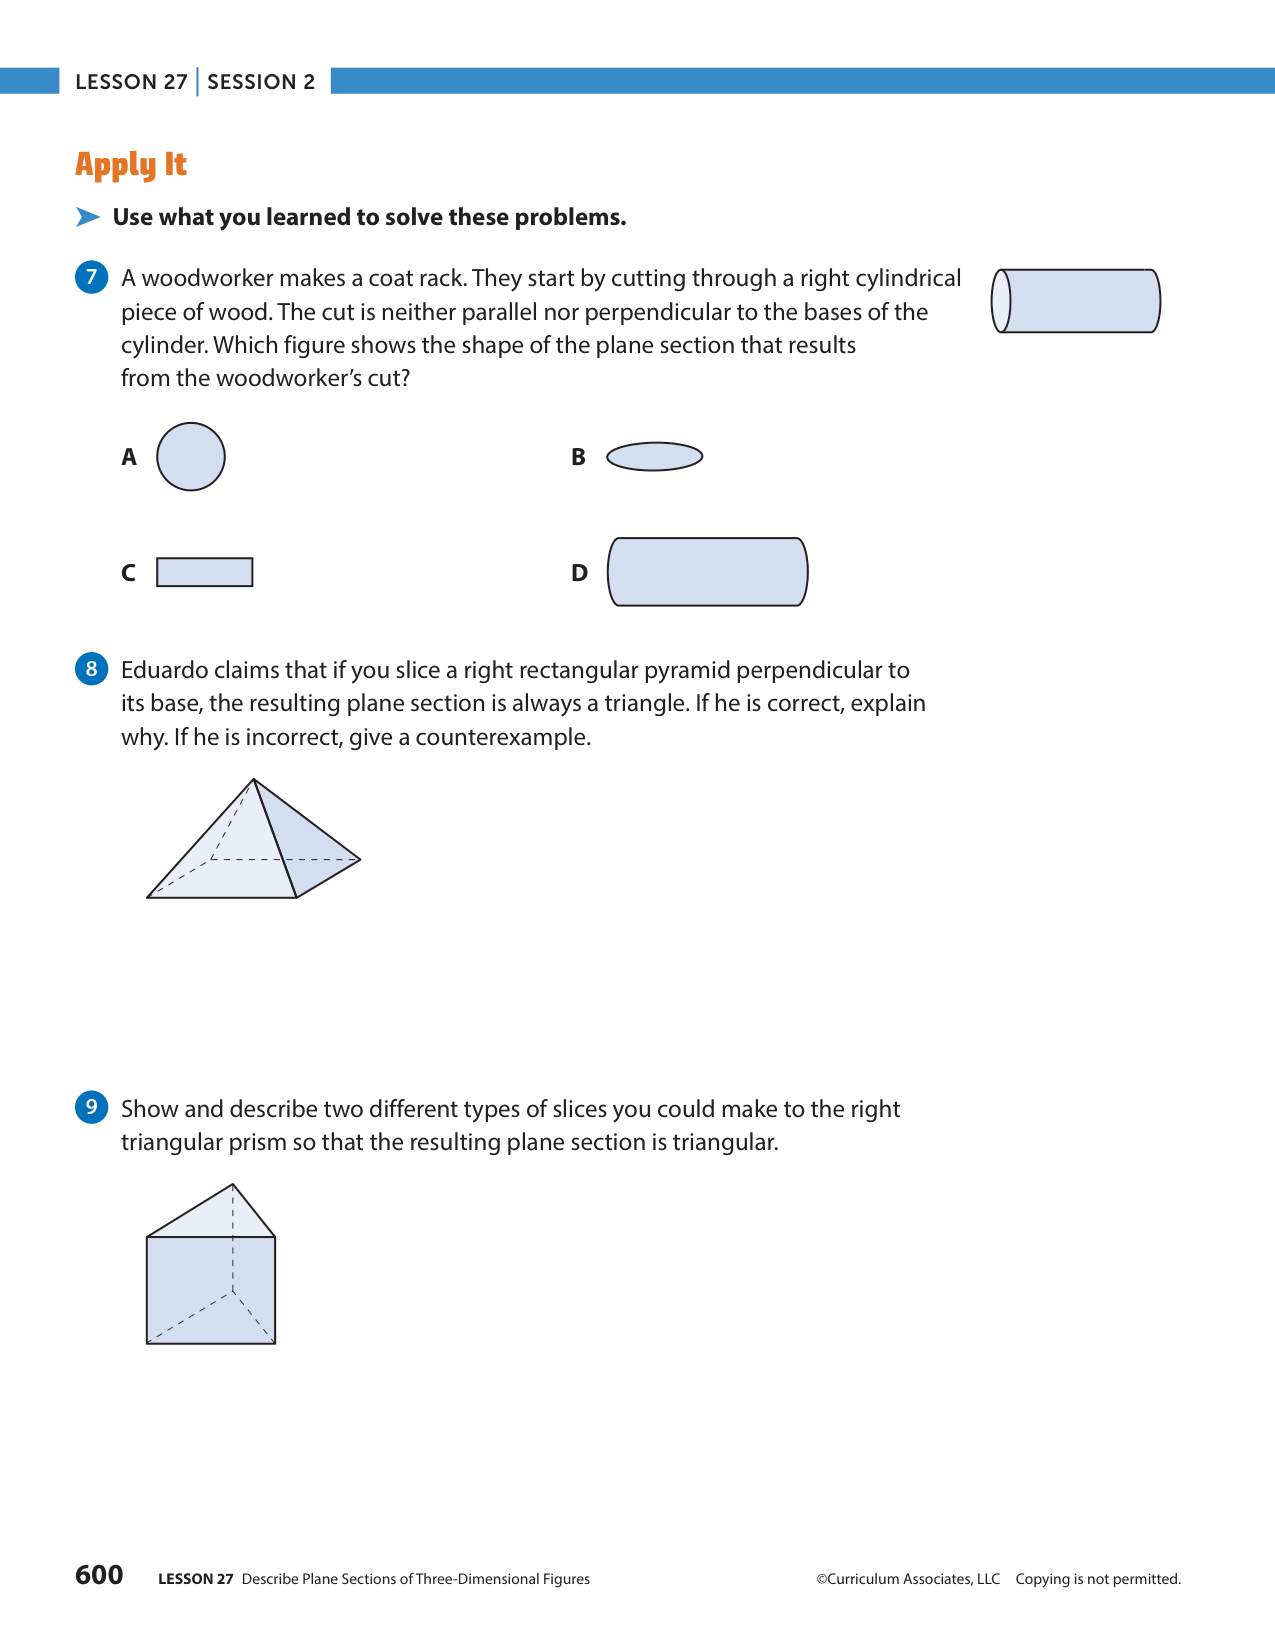 LESSON 27 | SESSION 2
Apply It
Use what you learned to solve these problems.
7 A woodworker makes a coat rack. They start by cutting through a right cylindrical
piece of wood. The cut is neither parallel nor perpendicular to the bases of the
cylinder. Which figure shows the shape of the plane section that results
from the woodworker’s cut?
A B
C D
8 Eduardo claims that if you slice a right rectangular pyramid perpendicular to
its base, the resulting plane section is always a triangle. If he is correct, explain
why. If he is incorrect, give a counterexample.
9 Show and describe two different types of slices you could make to the right
triangular prism so that the resulting plane section is triangular.
600 LESSON 27 Describe Plane Sections of Three-Dimensional Figures ©Curriculum Associates, LLC Copying is not permitted.